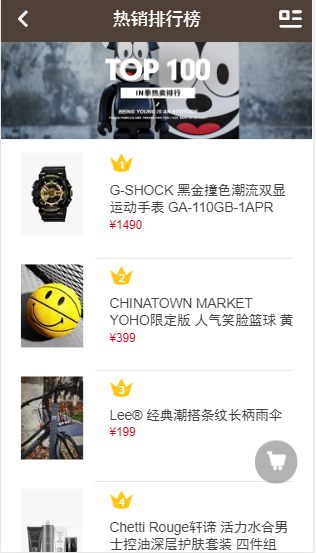 热销排行榜
TOP 100
IN季热卖排行
BEING YOUNG IS AN ATTITUDE
1
G-SHOCK 黑金撞色潮流双显
运动手表 GA-110GB-1APR
¥1490
2
CHINATOWN MARKET
YOHO限定版 人气笑脸篮球 黄
¥399
3
Lee® 经典潮搭条纹长柄雨伞
¥199
4
Chetti Rouge轩谛 活力水合男
士控油深层护肤套装 四件组